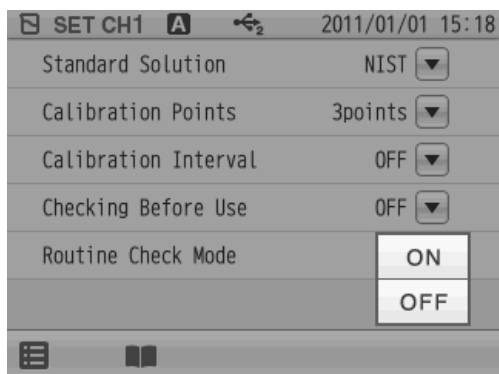 SET CH1 A 2 2011/01/01 15:18
Standard Solution NIST
Calibration Points 3points
Calibration Interval OFF
Checking Before Use OFF
Routine Check Mode ON
OFF